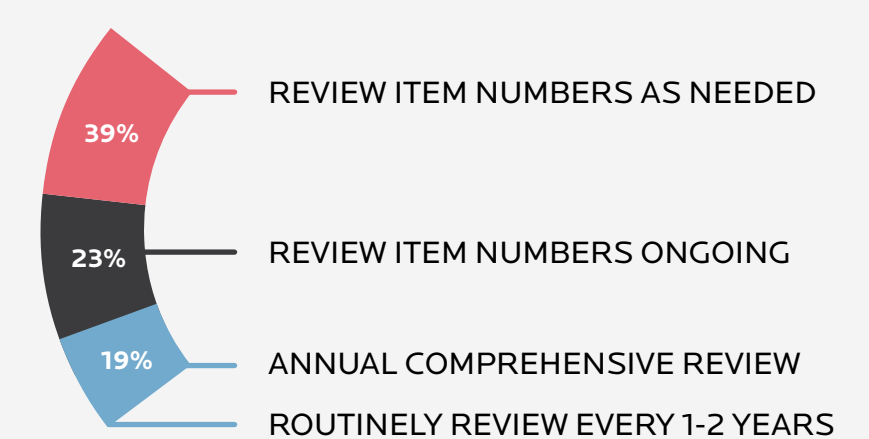 39%
REVIEW ITEM NUMBERS AS NEEDED
23%
REVIEW ITEM NUMBERS ONGOING
19%
ANNUAL COMPREHENSIVE REVIEW
ROUTINELY REVIEW EVERY 1-2 YEARS